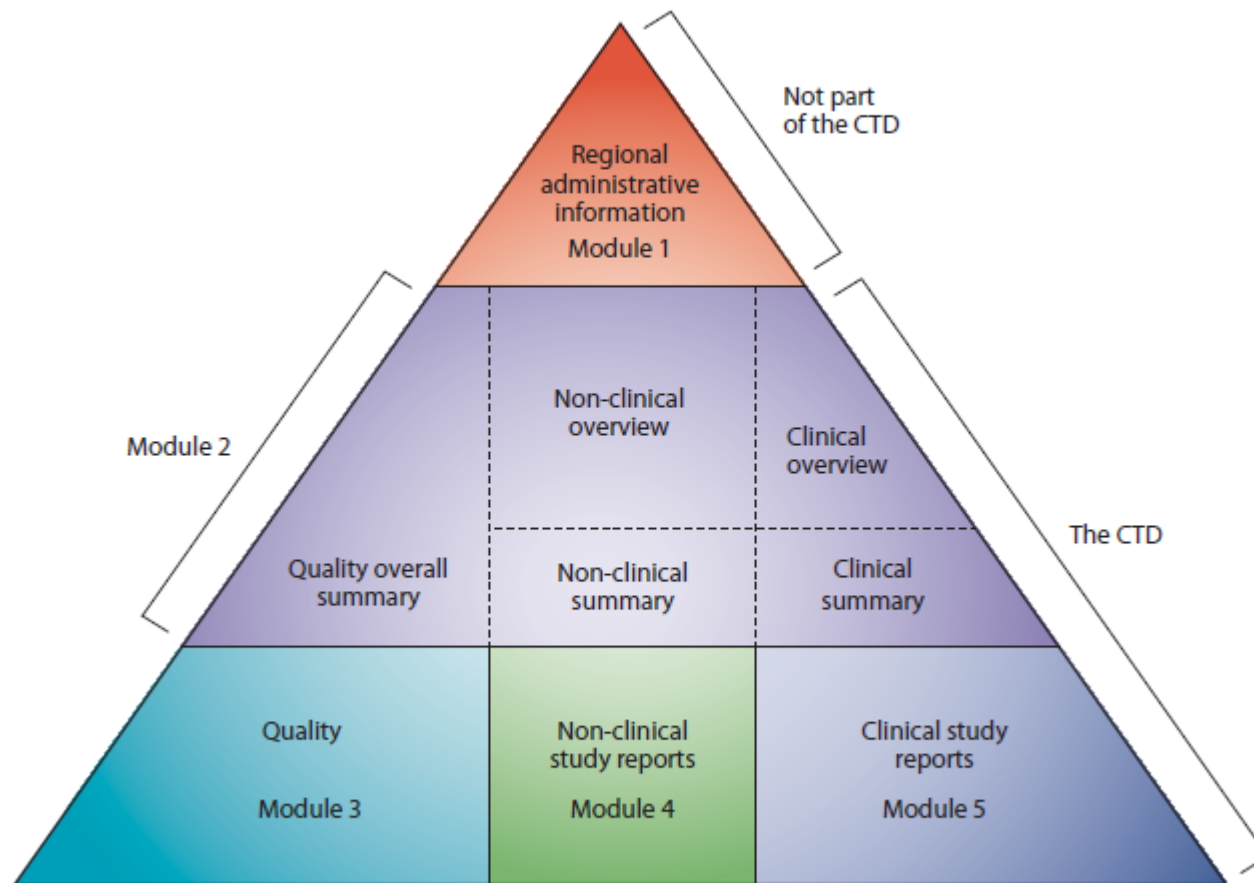 Not part
of the CTD
Regional
administrative
information
Module 1
Module 2
Non-clinical
overview
Clinical
overview
The CTD
Quality overall
summary
Non-clinical
summary
Clinical
summary
Quality
Module 3
Non-clinical
study reports
Module 4
Clinical study
reports
Module 5